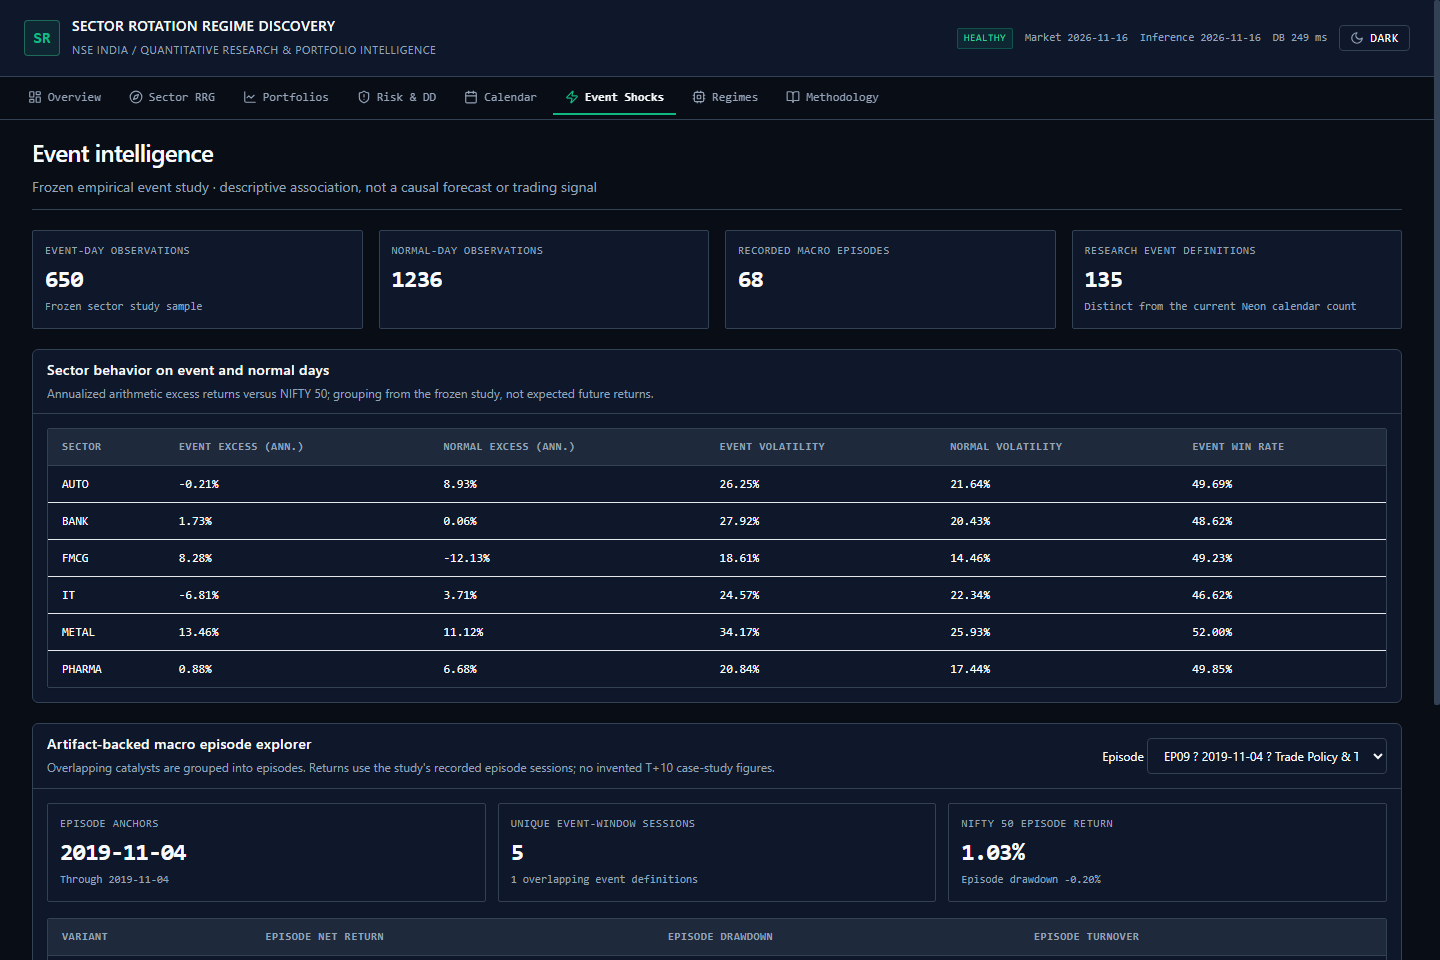 SR
SECTOR ROTATION REGIME DISCOVERY
NSE INDIA / QUANTITATIVE RESEARCH & PORTFOLIO INTELLIGENCE
HEALTHY Market 2026-11-16 Inference 2026-11-16 DB 249 ms DARK
Overview Sector RRG Portfolios Risk & DD Calendar Event Shocks Regimes Methodology
Event intelligence
Frozen empirical event study · descriptive association, not a causal forecast or trading signal
EVENT-DAY OBSERVATIONS
650
Frozen sector study sample
NORMAL-DAY OBSERVATIONS
1236
RECORDED MACRO EPISODES
68
RESEARCH EVENT DEFINITIONS
135
Distinct from the current Neon calendar count
Sector behavior on event and normal days
Annualized arithmetic excess returns versus NIFTY 50; grouping from the frozen study, not expected future returns.
SECTOR EVENT EXCESS (ANN.) NORMAL EXCESS (ANN.) EVENT VOLATILITY NORMAL VOLATILITY EVENT WIN RATE
AUTO -0.21% 8.93% 26.25% 21.64% 49.69%
BANK 1.73% 0.06% 27.92% 20.43% 48.62%
FMCG 8.28% -12.13% 18.61% 14.46% 49.23%
IT -6.81% 3.71% 24.57% 22.34% 46.62%
METAL 13.46% 11.12% 34.17% 25.93% 52.00%
PHARMA 0.88% 6.68% 20.84% 17.44% 49.85%
Artifact-backed macro episode explorer
Overlapping catalysts are grouped into episodes. Returns use the study's recorded episode sessions; no invented T+10 case-study figures.
Episode EP09 ? 2019-11-04 ? Trade Policy & T
EPISODE ANCHORS
2019-11-04
Through 2019-11-04
UNIQUE EVENT-WINDOW SESSIONS
5
1 overlapping event definitions
NIFTY 50 EPISODE RETURN
1.03%
Episode drawdown -0.20%
VARIANT EPISODE NET RETURN EPISODE DRAWDOWN EPISODE TURNOVER